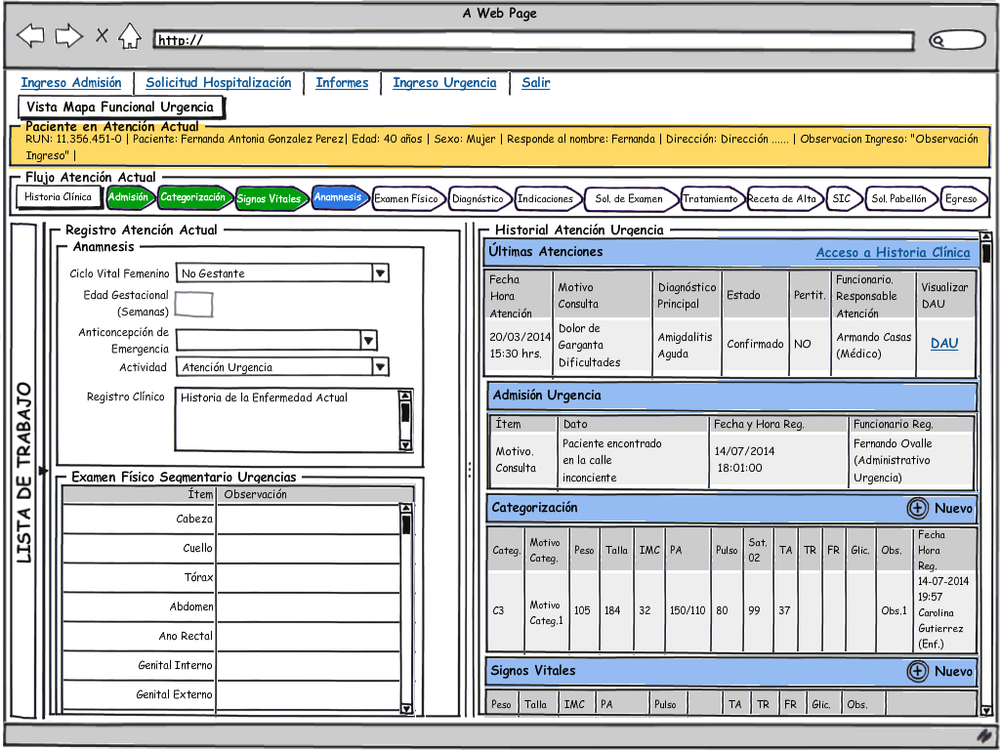 A Web Page
http://
Ingreso Admisión | Solicitud Hospitalización | Informes | Ingreso Urgencia | Salir
Vista Mapa Funcional Urgencia
Paciente en Atención Actual
RUN: 11.356.451-0 | Paciente: Fernanda Antonia Gonzalez Perez| Edad: 40 años | Sexo: Mujer | Responde al nombre: Fernanda | Dirección: Dirección ...... | Observacion Ingreso: "Observación
Ingreso" |
Flujo Atención Actual
Historia Clínica Admisión Categorización Signos Vitales Anamnesis Examen Físico Diagnóstico Indicaciones Sol. de Examen Tratamiento Receta de Alta SIC Sol. Pabellón Egreso
LISTA DE TRABAJO
Registro Atención Actual
Anamnesis
Ciclo Vital Femenino No Gestante
Edad Gestacional
(Semanas)
Anticoncepción de
Emergencia
Actividad Atención Urgencia
Registro Clínico Historia de la Enfermedad Actual
Examen Físico Segmentario Urgencias
Ítem Observación
Cabeza
Cuello
Tórax
Abdomen
Ano Rectal
Genital Interno
Genital Externo
Historial Atención Urgencia
Últimas Atenciones Acceso a Historia Clínica
Fecha
Hora
Atención
Motivo
Consulta
Diagnóstico
Principal
Estado
Pertit.
Funcionario.
Responsable
Atención
Visualizar
DAU
20/03/2014
15:30 hrs.
Dolor de
Garganta
Dificultades
Amigdalitis
Aguda
Confirmado
NO
Armando Casas
(Médico)
DAU
Admisión Urgencia
Ítem Dato Fecha y Hora Reg. Funcionario Reg.
Motivo.
Consulta
Paciente encontrado
en la calle
inconciente
14/07/2014
18:01:00
Fernando Ovalle
(Administrativo
Urgencia)
Categorización Nuevo
Categ.
Motivo
Categ.
Peso
Talla
IMC
PA
Pulso
Sat.
02
TA
TR
FR
Glic.
Obs.
Fecha
Hora
Reg.
C3
Motivo
Categ.1
105
184
32
150/110
80
99
37
Obs.1
14-07-2014
19:57
Carolina
Gutierrez
(Enf.)
Signos Vitales Nuevo
Peso Talla IMC PA Pulso TA TR FR Glic. Obs.